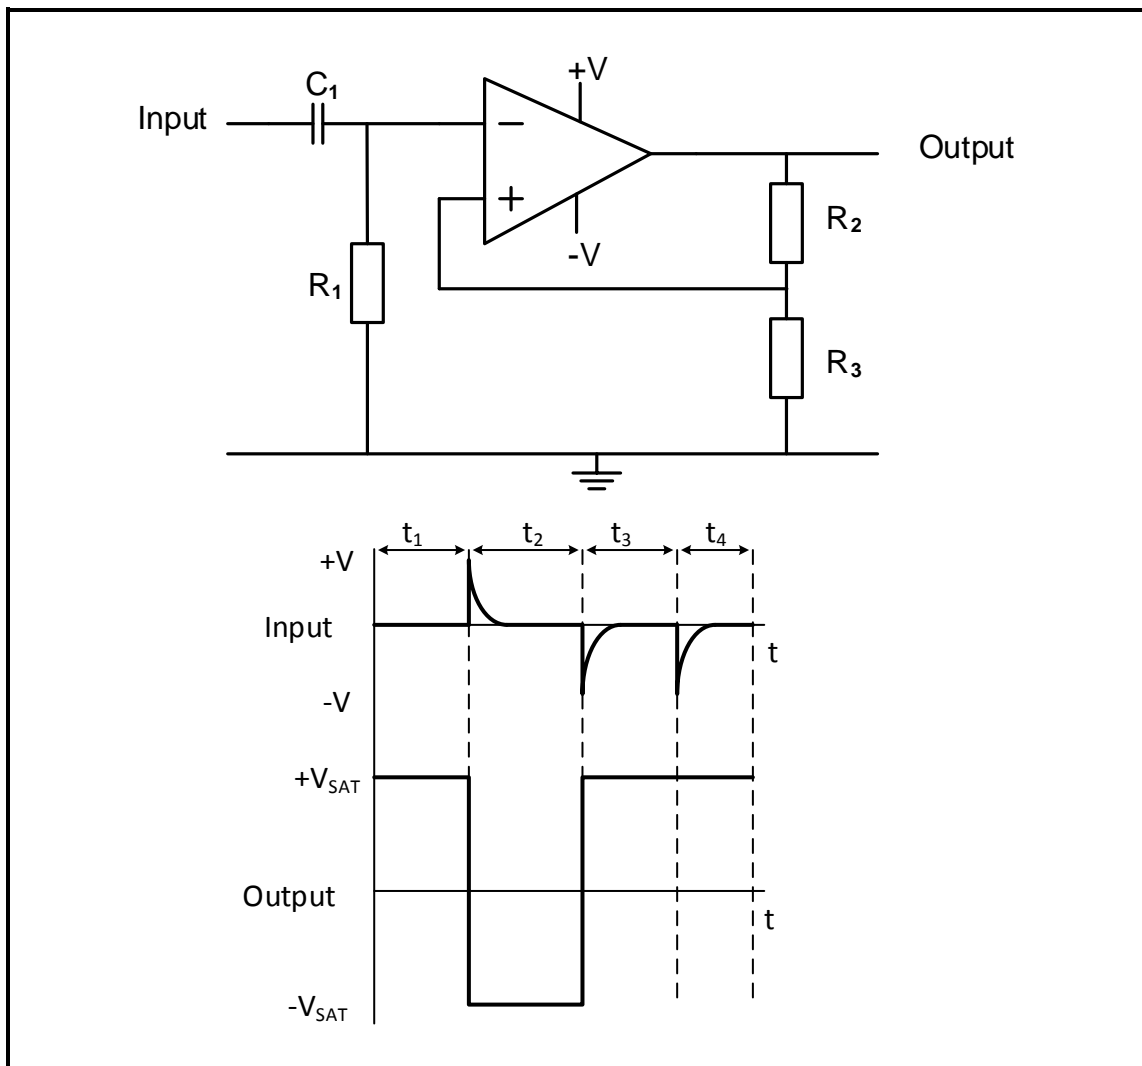 C₁
+V
Input
−
Output
+
R₂
-V
R₁
R₃
t₁ t₂ t₃ t₄
+V
Input
t
-V
+V_SAT
Output
t
-V_SAT